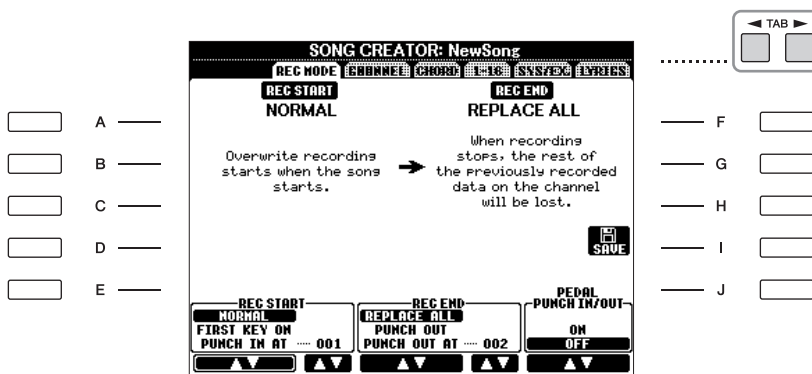 ◄ TAB ►
SONG CREATOR: NewSong
REC MODE CHANNEL CHORD 1-16 SYS/EX. LYRICS
REC START
NORMAL
REC END
REPLACE ALL
Overwrite recording
starts when the song
starts.
When recording
stops, the rest of
the previously recorded
data on the channel
will be lost.
SAVE
A
B
C
D
E
F
G
H
I
J
REC START
NORMAL
FIRST KEY ON
PUNCH IN AT ···· 001
REC END
REPLACE ALL
PUNCH OUT
PUNCH OUT AT ···· 002
PEDAL
PUNCH IN/OUT
ON
OFF